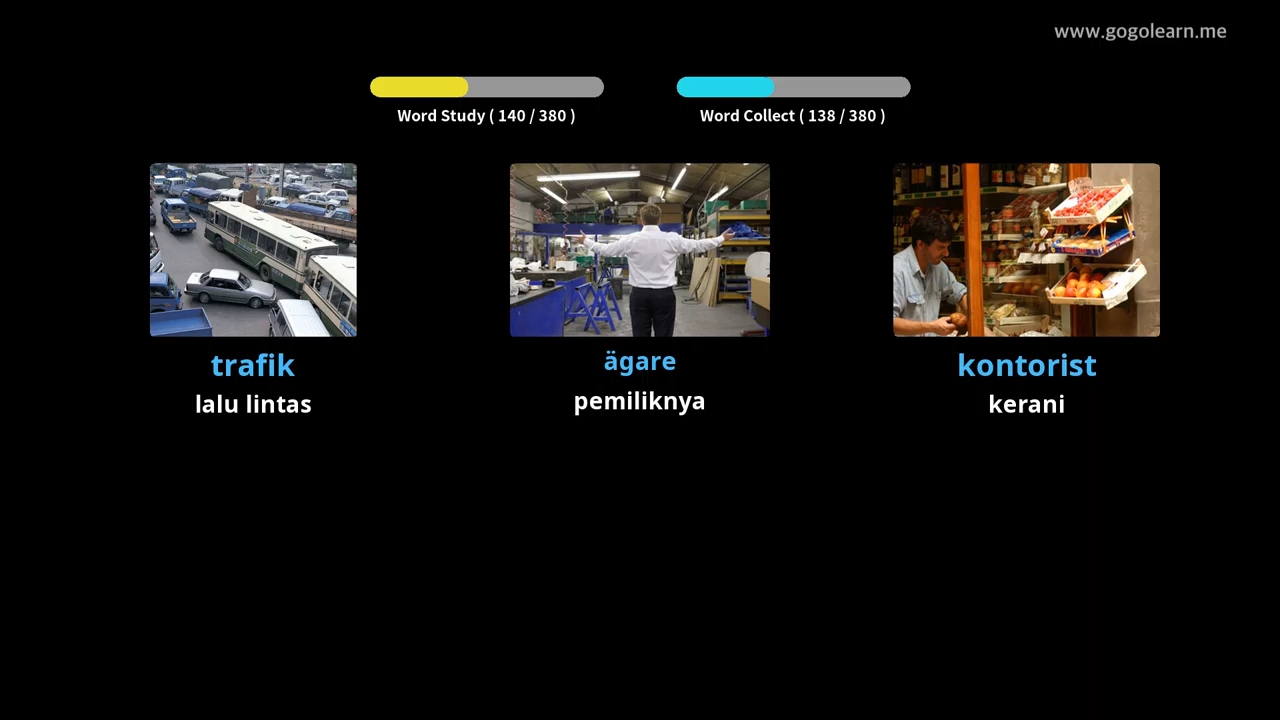 www.gogolearn.me
Word Study ( 140 / 380 )
Word Collect ( 138 / 380 )
trafik
lalu lintas
ägare
pemiliknya
kontorist
kerani